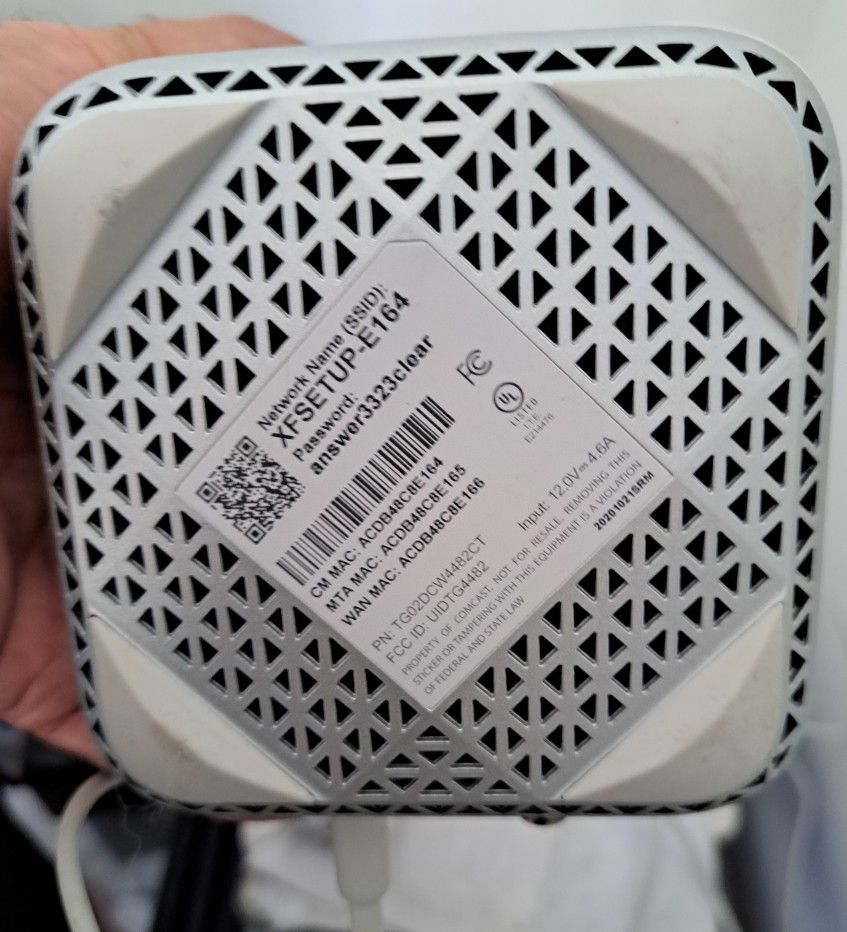 Network Name (SSID):
XFSETUP-E164
Password:
answer3323clear
CM MAC: ACDB48C8E164
MTA MAC: ACDB48C8E165
WAN MAC: ACDB48C8E166
FC
UL
LISTED
I.T.E.
E214476
PN: TG02DCW4482CT
Input: 12.0V⎓4.6A
FCC ID: UIDTG4482
PROPERTY OF COMCAST. NOT FOR RESALE. REMOVING THIS
STICKER OR TAMPERING WITH THIS EQUIPMENT IS A VIOLATION
OF FEDERAL AND STATE LAW
20201021SRM